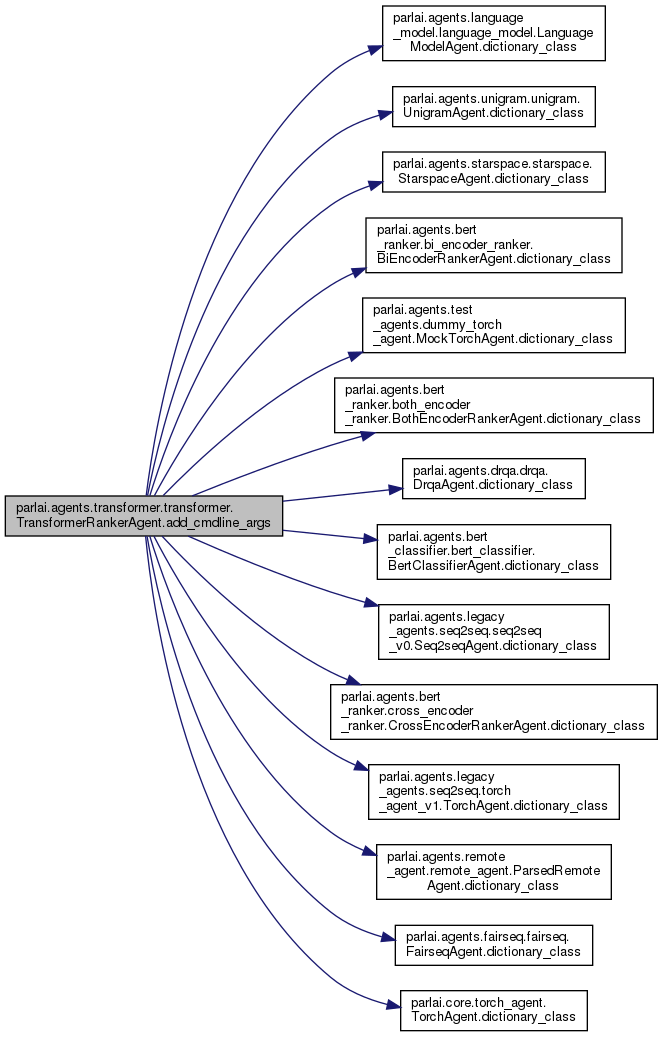 parlai.agents.language
_model.language_model.Language
ModelAgent.dictionary_class
parlai.agents.unigram.unigram.
UnigramAgent.dictionary_class
parlai.agents.starspace.starspace.
StarspaceAgent.dictionary_class
parlai.agents.bert
_ranker.bi_encoder_ranker.
BiEncoderRankerAgent.dictionary_class
parlai.agents.test
_agents.dummy_torch
_agent.MockTorchAgent.dictionary_class
parlai.agents.bert
_ranker.both_encoder
_ranker.BothEncoderRankerAgent.dictionary_class
parlai.agents.drqa.drqa.
DrqaAgent.dictionary_class
parlai.agents.transformer.transformer.
TransformerRankerAgent.add_cmdline_args
parlai.agents.bert
_classifier.bert_classifier.
BertClassifierAgent.dictionary_class
parlai.agents.legacy
_agents.seq2seq.seq2seq
_v0.Seq2seqAgent.dictionary_class
parlai.agents.bert
_ranker.cross_encoder
_ranker.CrossEncoderRankerAgent.dictionary_class
parlai.agents.legacy
_agents.seq2seq.torch
_agent_v1.TorchAgent.dictionary_class
parlai.agents.remote
_agent.remote_agent.ParsedRemote
Agent.dictionary_class
parlai.agents.fairseq.fairseq.
FairseqAgent.dictionary_class
parlai.core.torch_agent.
TorchAgent.dictionary_class